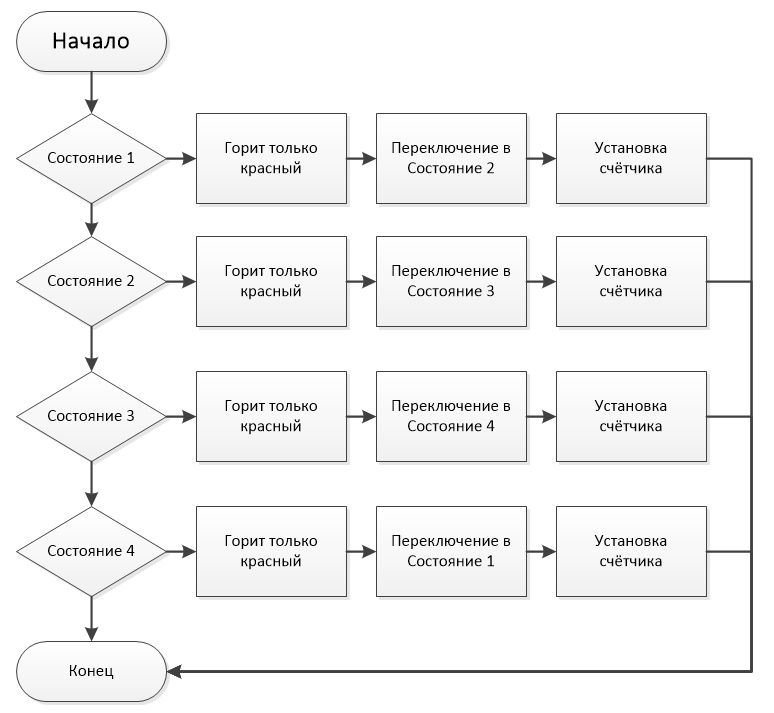 Начало
Состояние 1
Горит только
красный
Переключение в
Состояние 2
Установка
счётчика
Состояние 2
Горит только
красный
Переключение в
Состояние 3
Установка
счётчика
Состояние 3
Горит только
красный
Переключение в
Состояние 4
Установка
счётчика
Состояние 4
Горит только
красный
Переключение в
Состояние 1
Установка
счётчика
Конец